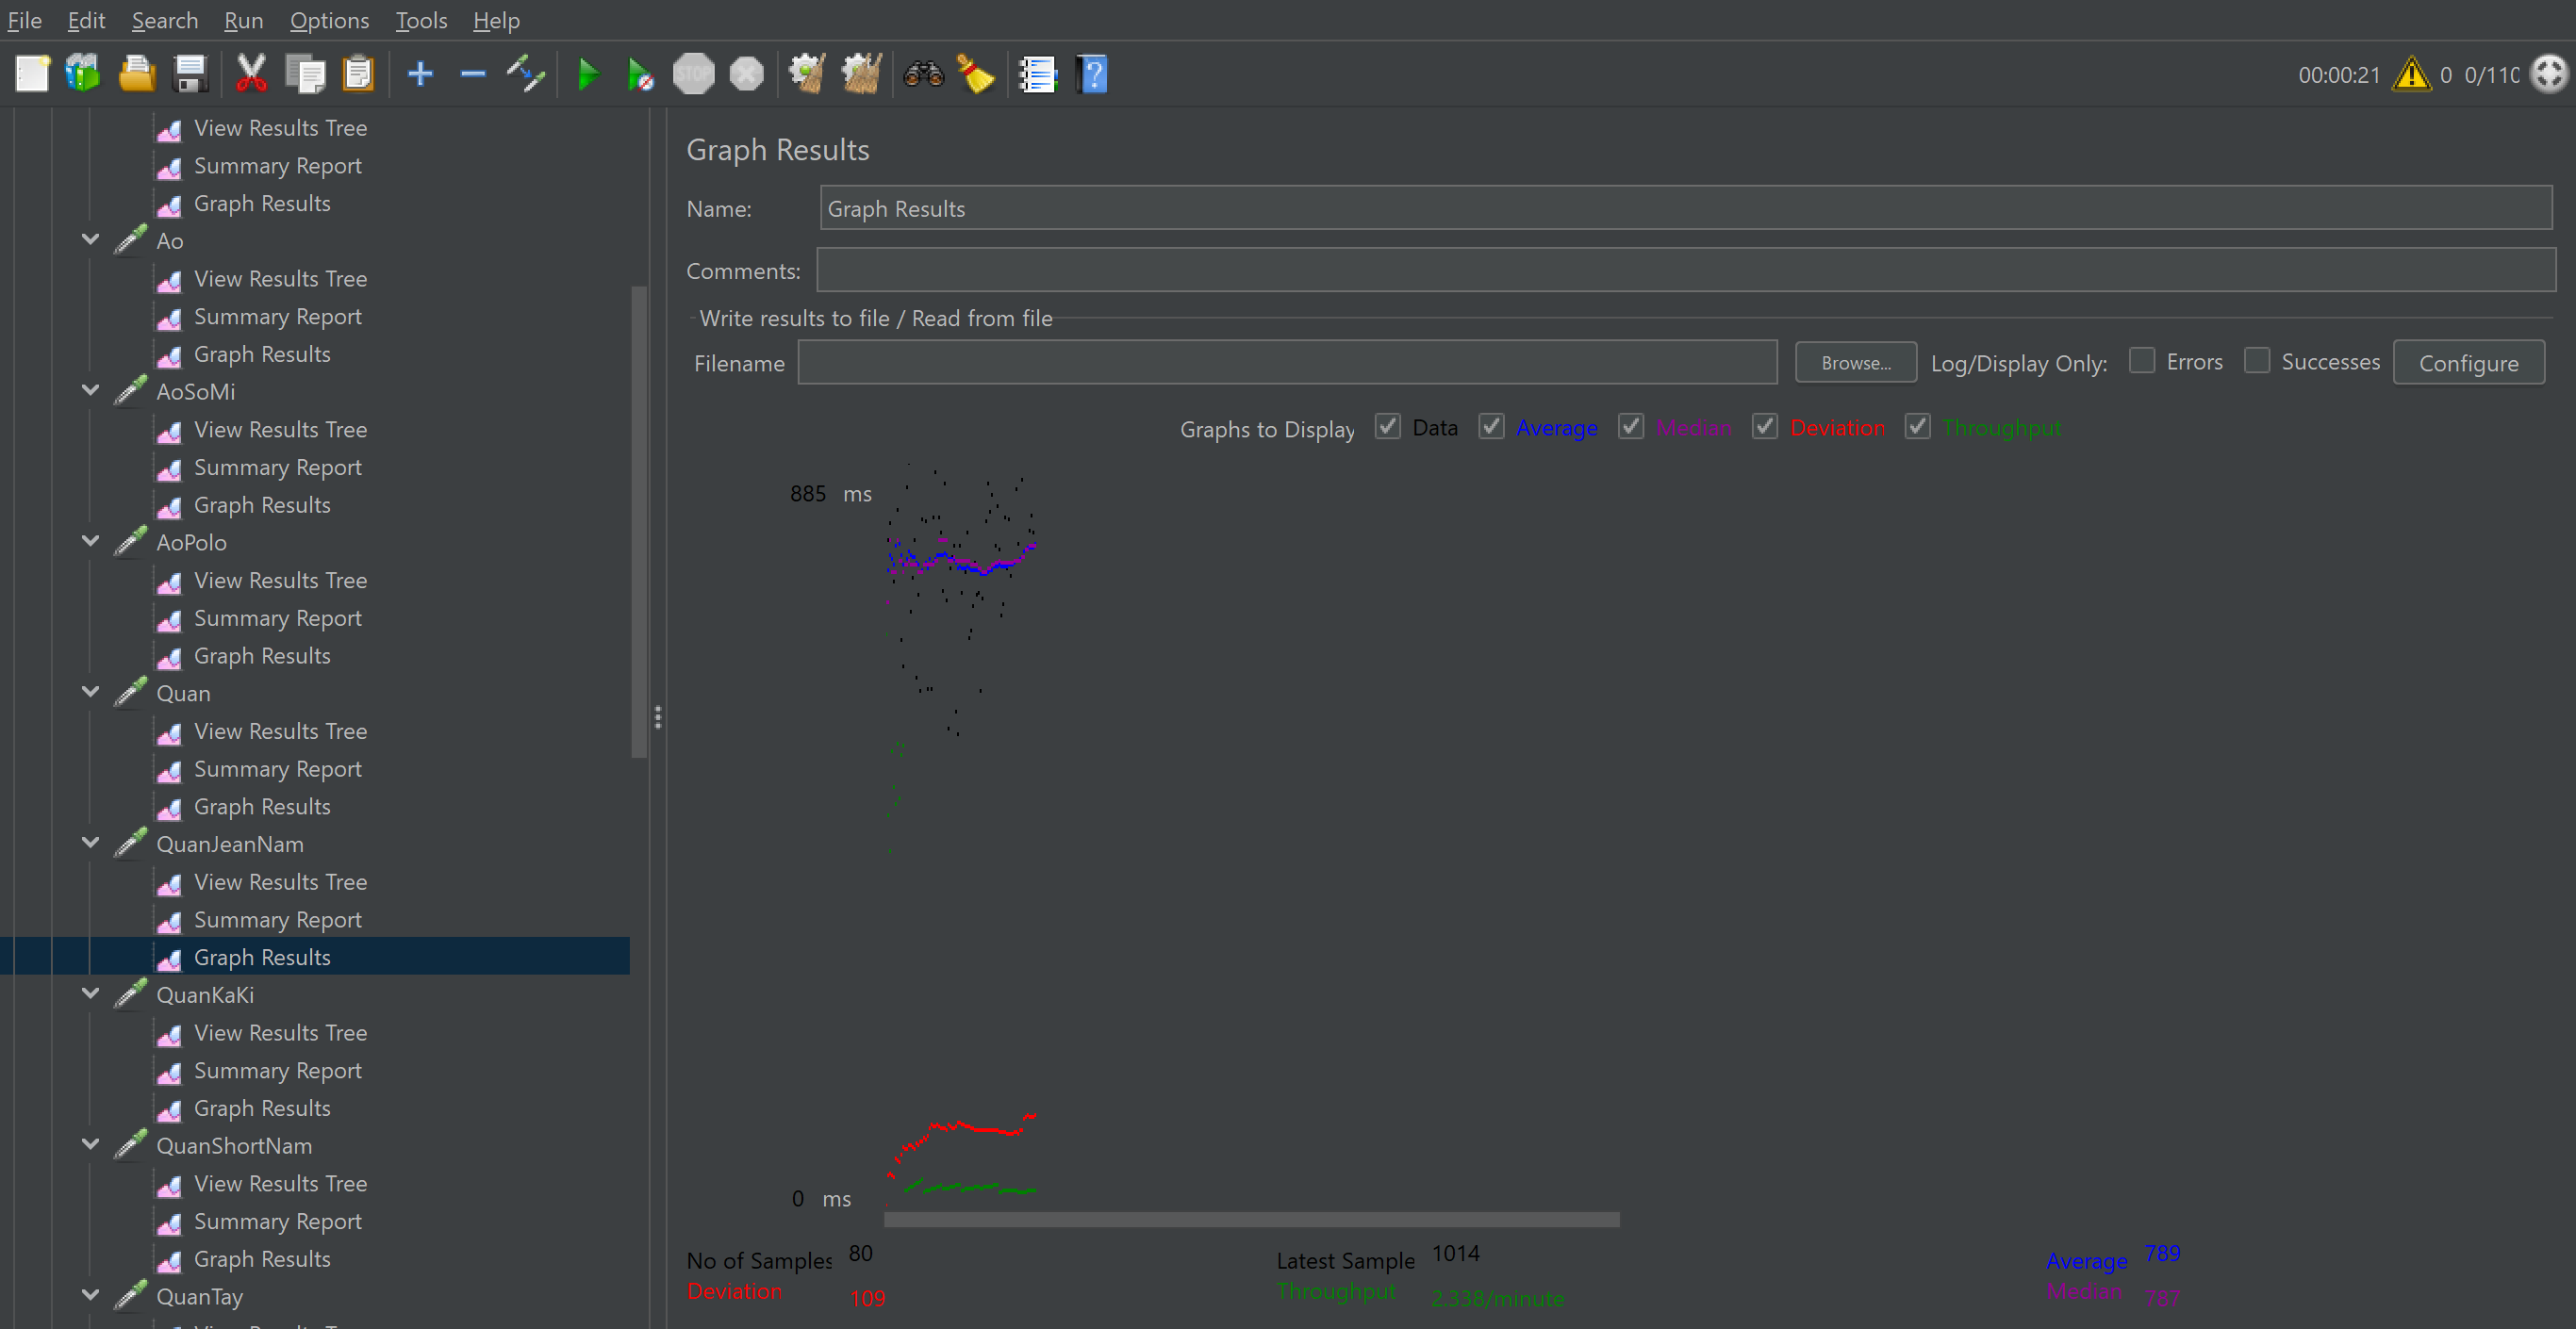 File Edit Search Run Options Tools Help
STOP
00:00:21 0 0/110
View Results Tree
Summary Report
Graph Results
Ao
View Results Tree
Summary Report
Graph Results
AoSoMi
View Results Tree
Summary Report
Graph Results
AoPolo
View Results Tree
Summary Report
Graph Results
Quan
View Results Tree
Summary Report
Graph Results
QuanJeanNam
View Results Tree
Summary Report
Graph Results
QuanKaKi
View Results Tree
Summary Report
Graph Results
QuanShortNam
View Results Tree
Summary Report
Graph Results
QuanTay
Graph Results
Name: Graph Results
Comments:
Write results to file / Read from file
Filename Browse... Log/Display Only: Errors Successes Configure
Graphs to Display Data Average Median Deviation Throughput
885 ms
0 ms
No of Samples 80 Latest Sample 1014 Average 789
Deviation 109 Throughput 2.338/minute Median 787